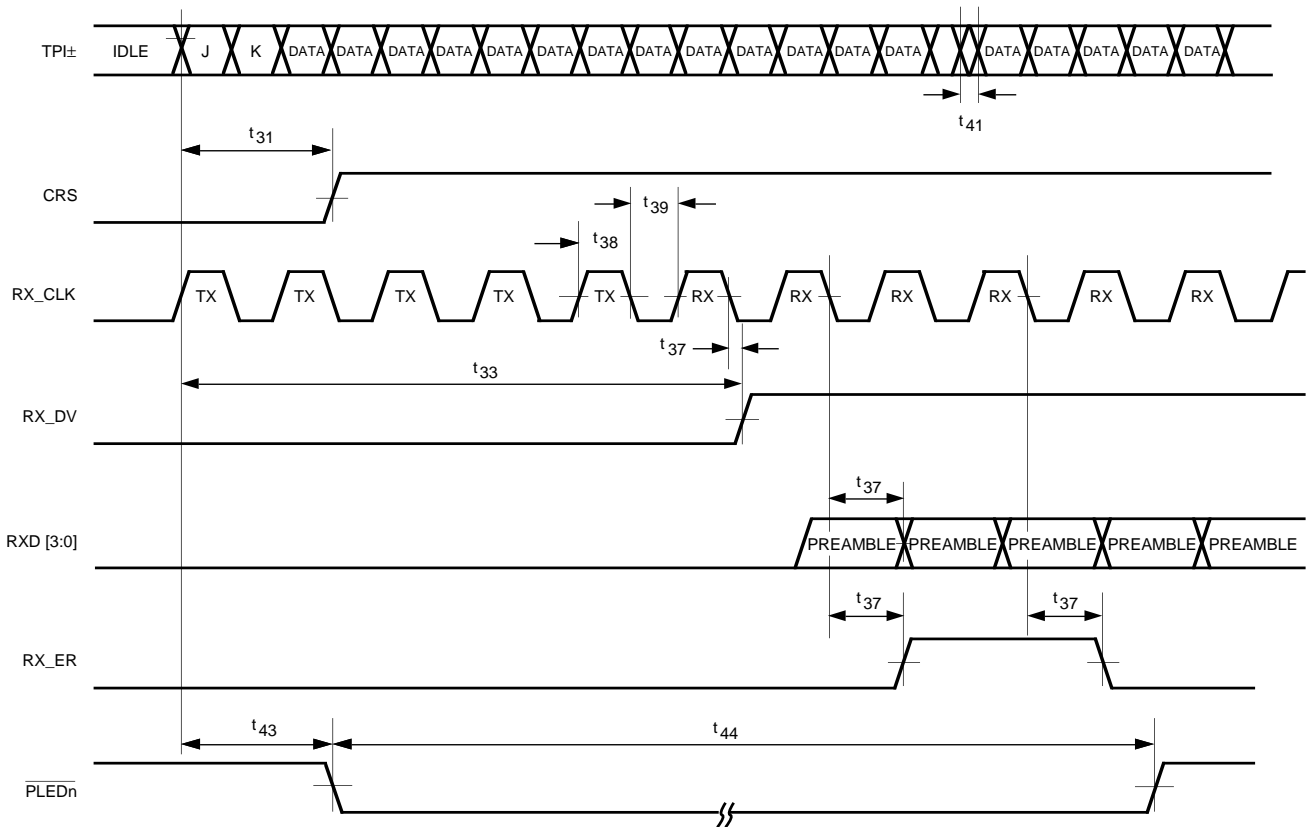 TPI± IDLE J K DATA DATA DATA DATA DATA DATA DATA DATA DATA DATA DATA DATA DATA DATA DATA DATA DATA DATA
t41
t31
CRS
t39
t38
RX_CLK TX TX TX TX TX RX RX RX RX RX RX
t37
t33
RX_DV
t37
RXD [3:0] PREAMBLE PREAMBLE PREAMBLE PREAMBLE PREAMBLE
t37 t37
RX_ER
t43 t44
PLEDn